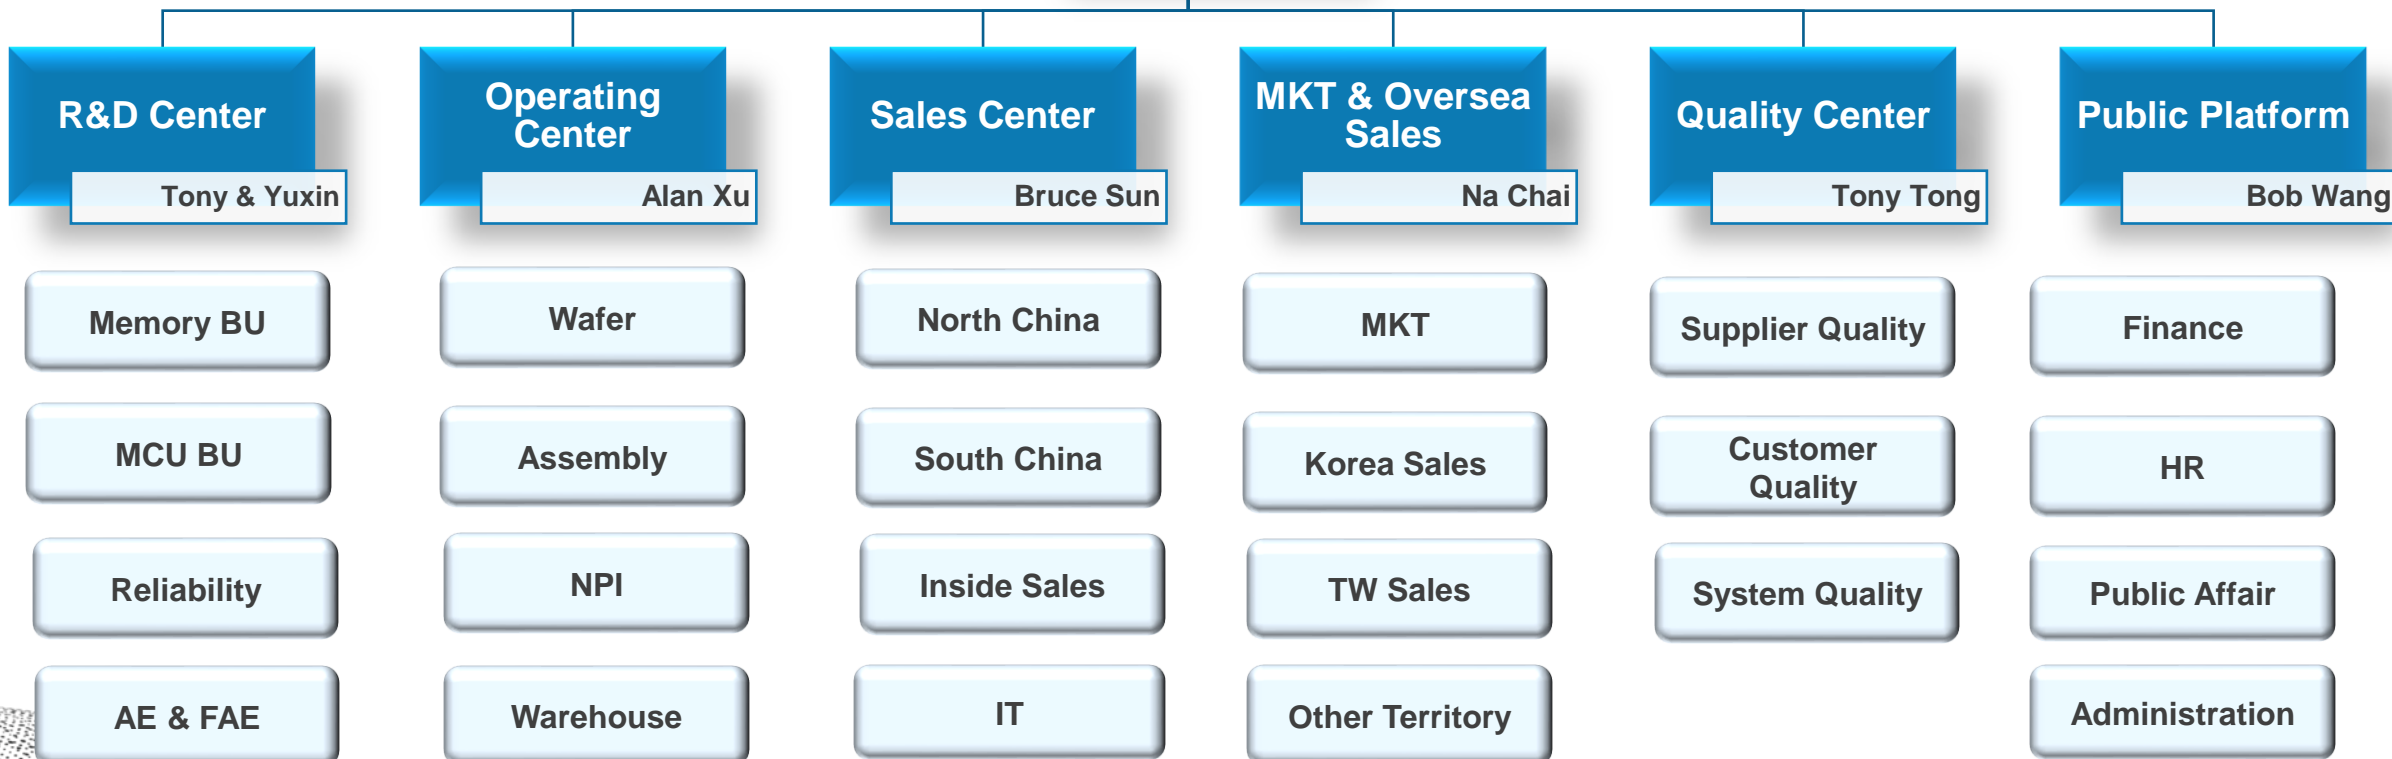 R&D Center
Tony & Yuxin
Operating
Center
Alan Xu
Sales Center
Bruce Sun
MKT & Oversea
Sales
Na Chai
Quality Center
Tony Tong
Public Platform
Bob Wang
Memory BU
Wafer
North China
MKT
Supplier Quality
Finance
MCU BU
Assembly
South China
Korea Sales
Customer
Quality
HR
Reliability
NPI
Inside Sales
TW Sales
System Quality
Public Affair
AE & FAE
Warehouse
IT
Other Territory
Administration